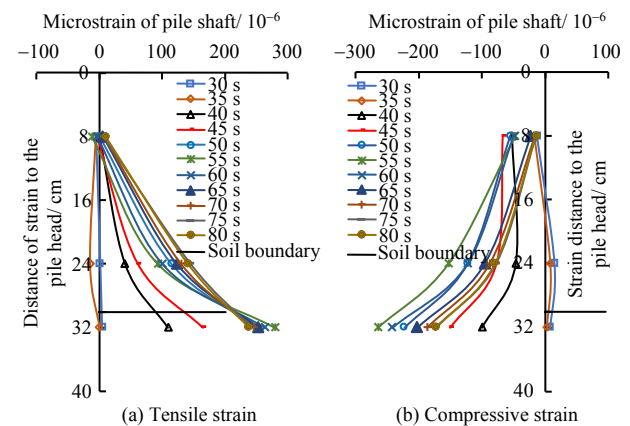 Microstrain of pile shaft/ 10⁻⁶
−100 0 100 200 300
0
8
16
24
32
40
Distance of strain to the
pile head/ cm
30 s
35 s
40 s
45 s
50 s
55 s
60 s
65 s
70 s
75 s
80 s
Soil boundary
(a) Tensile strain
Microstrain of pile shaft/ 10⁻⁶
−300 −200 −100 0 100
0
8
16
24
32
40
Strain distance to the
pile head/ cm
30 s
35 s
40 s
45 s
50 s
55 s
60 s
65 s
70 s
75 s
80 s
Soil boundary
(b) Compressive strain